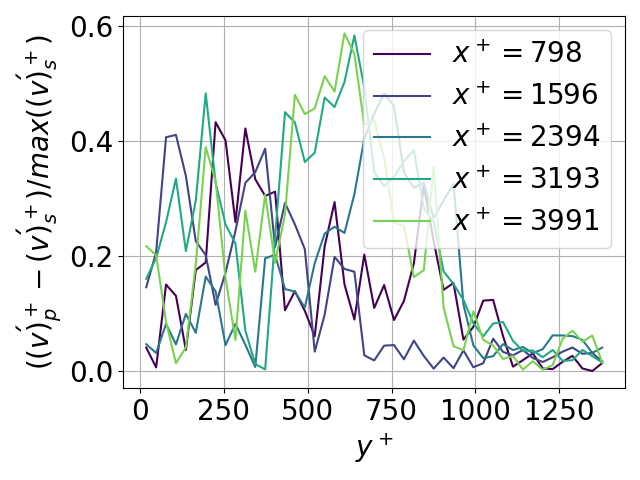 ((v́)ₚ⁺ − (v́)ₛ⁺)/max((v́)ₛ⁺)
0.6
0.4
0.2
0.0
x⁺ = 798
x⁺ = 1596
x⁺ = 2394
x⁺ = 3193
x⁺ = 3991
0 250 500 750 1000 1250
y⁺